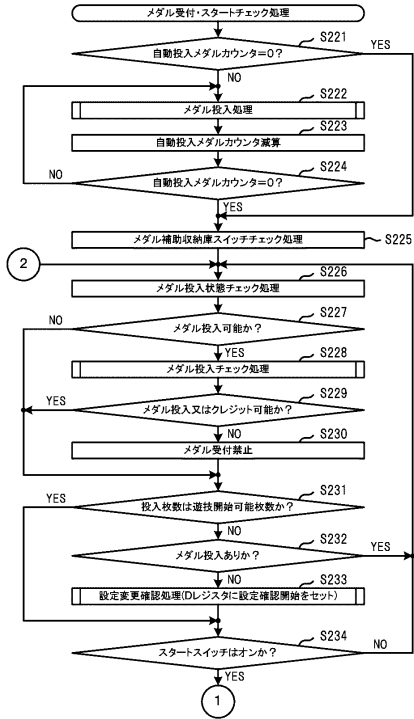 メダル受付・スタートチェック処理
S221
自動投入メダルカウンタ=0?
YES
NO
S222
メダル投入処理
S223
自動投入メダルカウンタ減算
S224
NO
自動投入メダルカウンタ=0?
YES
メダル補助収納庫スイッチチェック処理
S225
2
S226
メダル投入状態チェック処理
S227
NO
メダル投入可能か?
YES
S228
メダル投入チェック処理
S229
YES
メダル投入又はクレジット可能か?
NO
S230
メダル受付禁止
S231
YES
投入枚数は遊技開始可能枚数か?
NO
S232
メダル投入ありか?
YES
NO
S233
設定変更確認処理(Dレジスタに設定確認開始をセット)
S234
スタートスイッチはオンか?
NO
YES
1